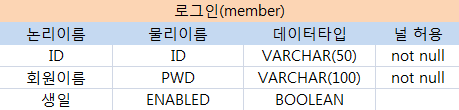 로그인(member)
논리이름 물리이름 데이터타입 널 허용
ID ID VARCHAR(50) not null
회원이름 PWD VARCHAR(100) not null
생일 ENABLED BOOLEAN